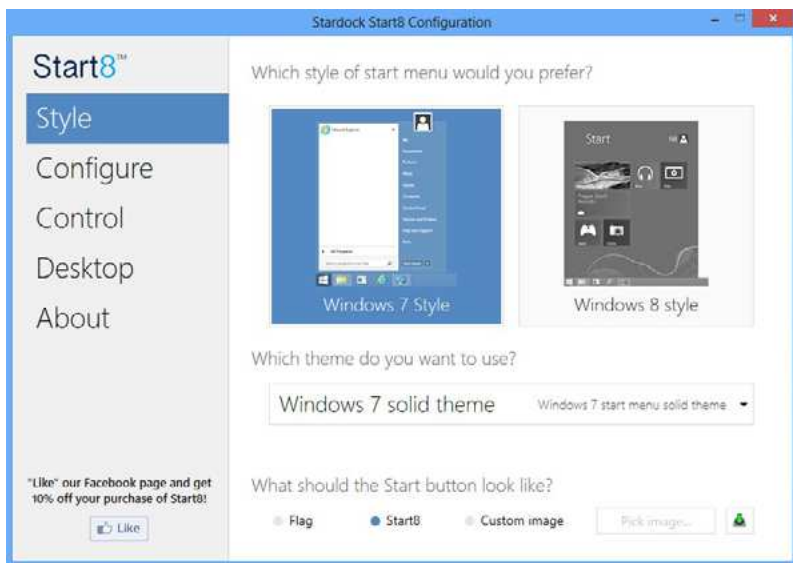 Stardock Start8 Configuration
Start8™
Style
Configure
Control
Desktop
About
"Like" our Facebook page and get
10% off your purchase of Start8!
Like
Which style of start menu would you prefer?
All Programs
Windows 7 Style
Start
Windows 8 style
Which theme do you want to use?
Windows 7 solid theme
Windows 7 start menu solid theme
What should the Start button look like?
Flag
Start8
Custom image
Pick image...